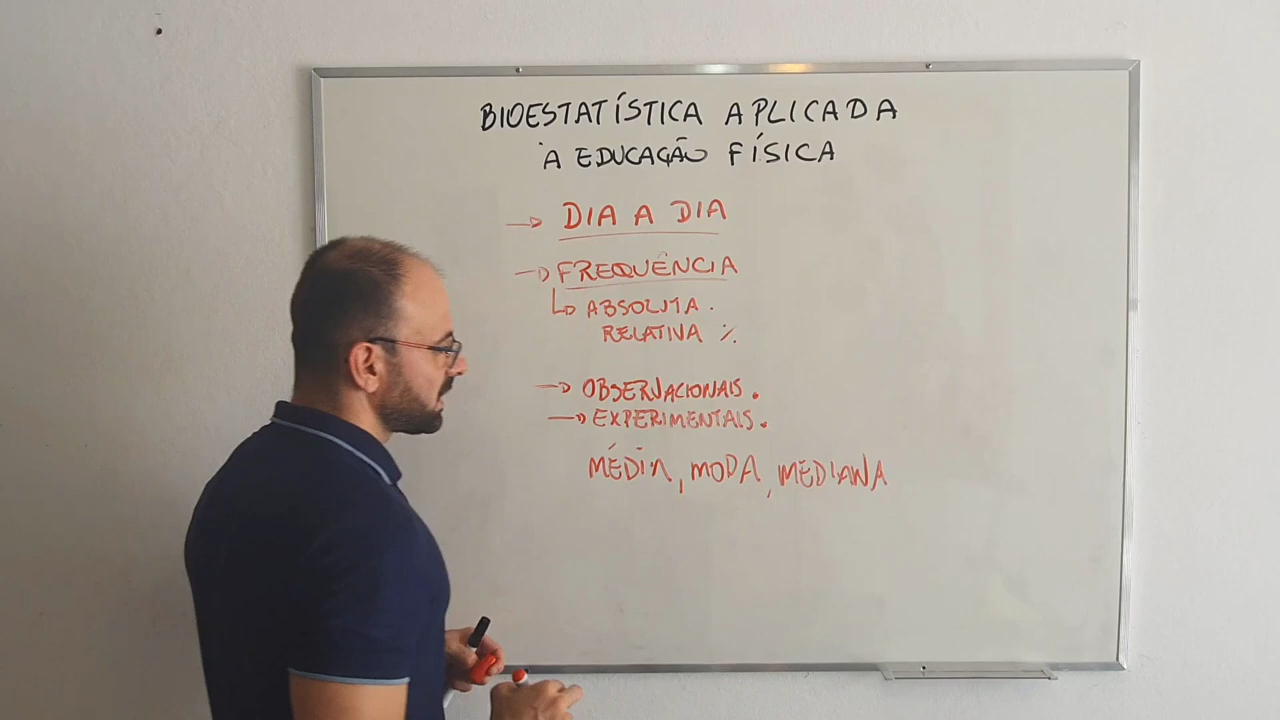 BIOESTATÍSTICA APLICADA
À EDUCAÇÃO FÍSICA
→ DIA A DIA
→ FREQUÊNCIA
↳ ABSOLUTA.
RELATIVA %
→ OBSERVACIONAIS.
→ EXPERIMENTAIS.
MÉDIA, MODA, MEDIANA